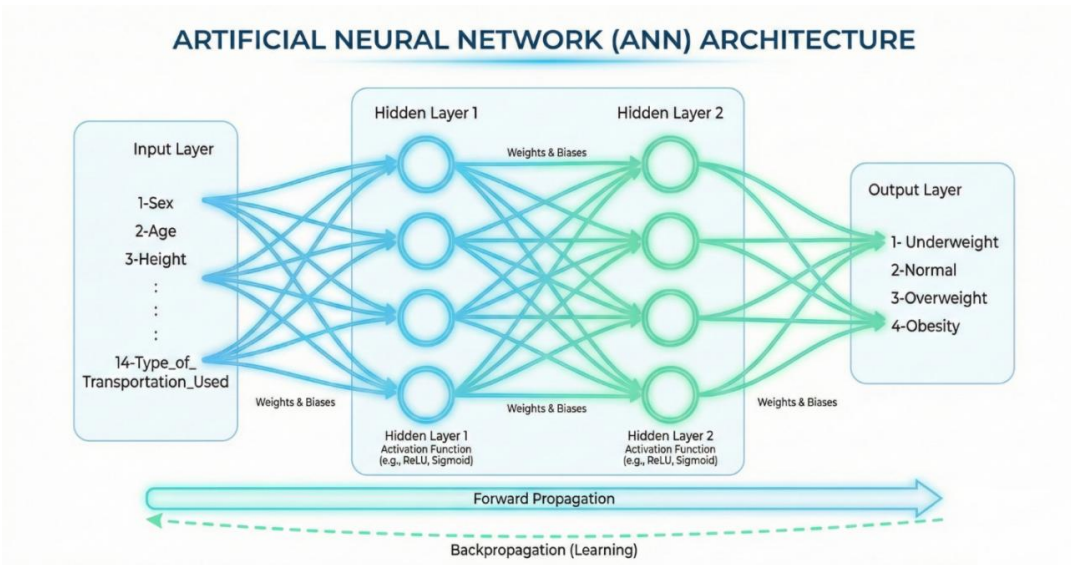 ARTIFICIAL NEURAL NETWORK (ANN) ARCHITECTURE
Input Layer
1-Sex
2-Age
3-Height
:
:
:
14-Type_of_
Transportation_Used
Weights & Biases
Hidden Layer 1
Hidden Layer 2
Weights & Biases
Weights & Biases
Hidden Layer 1
Activation Function
(e.g., ReLU, Sigmoid)
Hidden Layer 2
Activation Function
(e.g., ReLU, Sigmoid)
Weights & Biases
Output Layer
1- Underweight
2-Normal
3-Overweight
4-Obesity
Forward Propagation
Backpropagation (Learning)